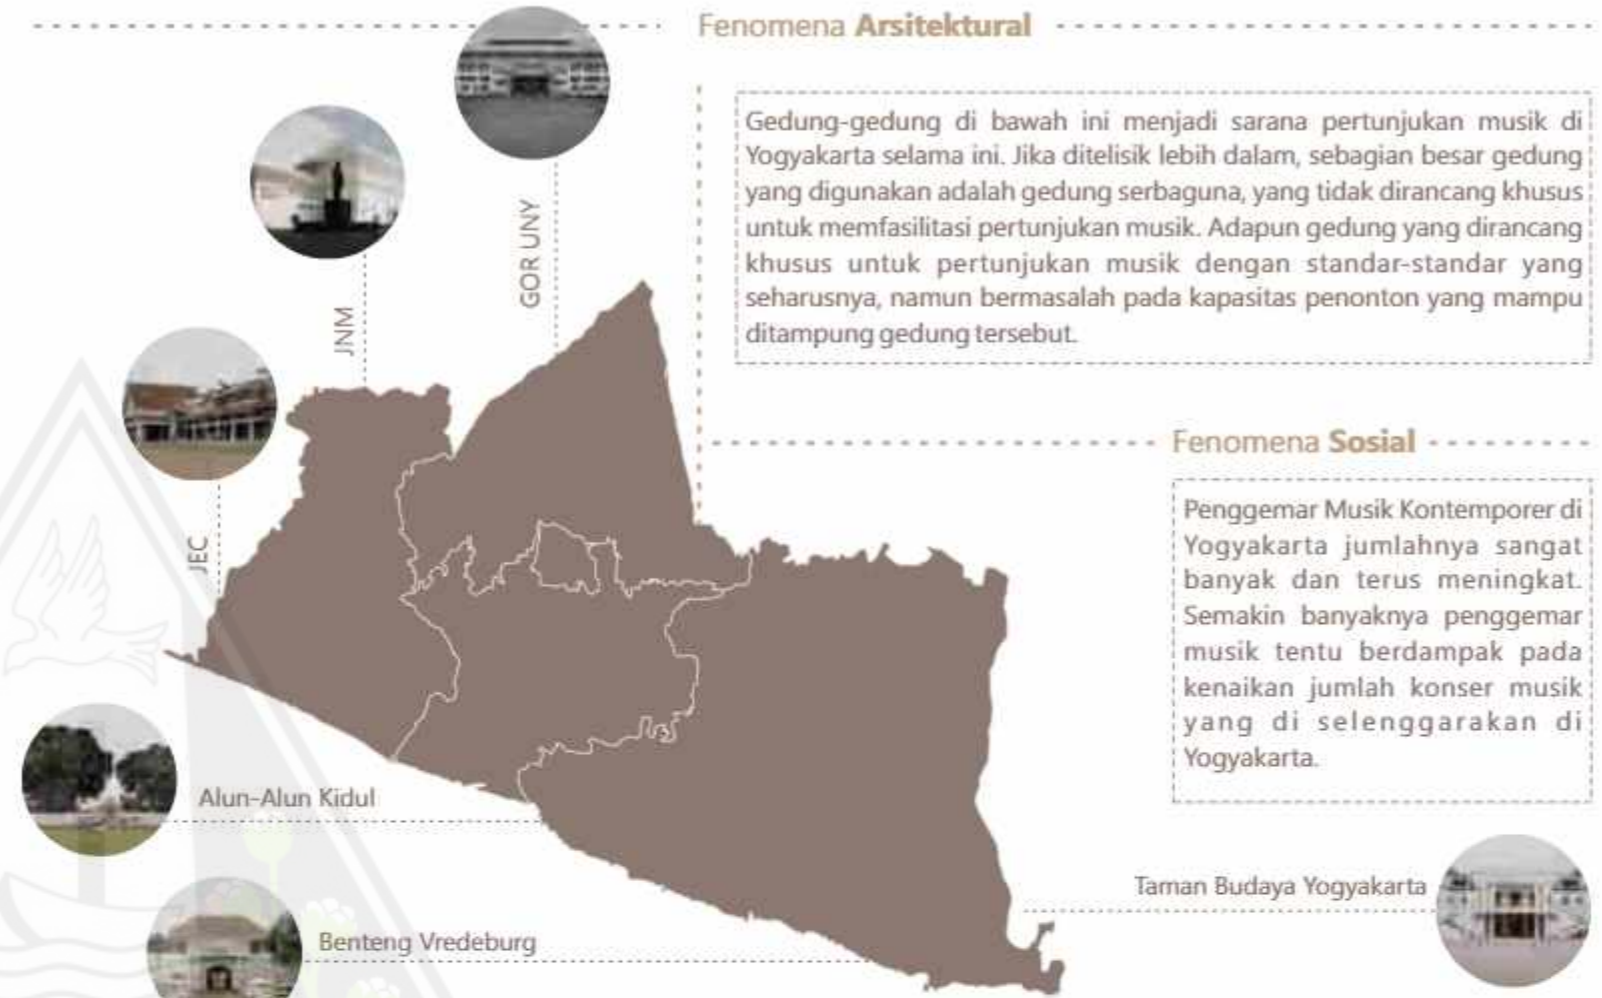 Fenomena Arsitektural
Gedung-gedung di bawah ini menjadi sarana pertunjukan musik di
Yogyakarta selama ini. Jika ditelisik lebih dalam, sebagian besar gedung
yang digunakan adalah gedung serbaguna, yang tidak dirancang khusus
untuk memfasilitasi pertunjukan musik. Adapun gedung yang dirancang
khusus untuk pertunjukan musik dengan standar-standar yang
seharusnya, namun bermasalah pada kapasitas penonton yang mampu
ditampung gedung tersebut.
GOR UNY
JNM
JEC
Fenomena Sosial
Penggemar Musik Kontemporer di
Yogyakarta jumlahnya sangat
banyak dan terus meningkat.
Semakin banyaknya penggemar
musik tentu berdampak pada
kenaikan jumlah konser musik
yang di selenggarakan di
Yogyakarta.
Alun-Alun Kidul
Taman Budaya Yogyakarta
Benteng Vredeburg